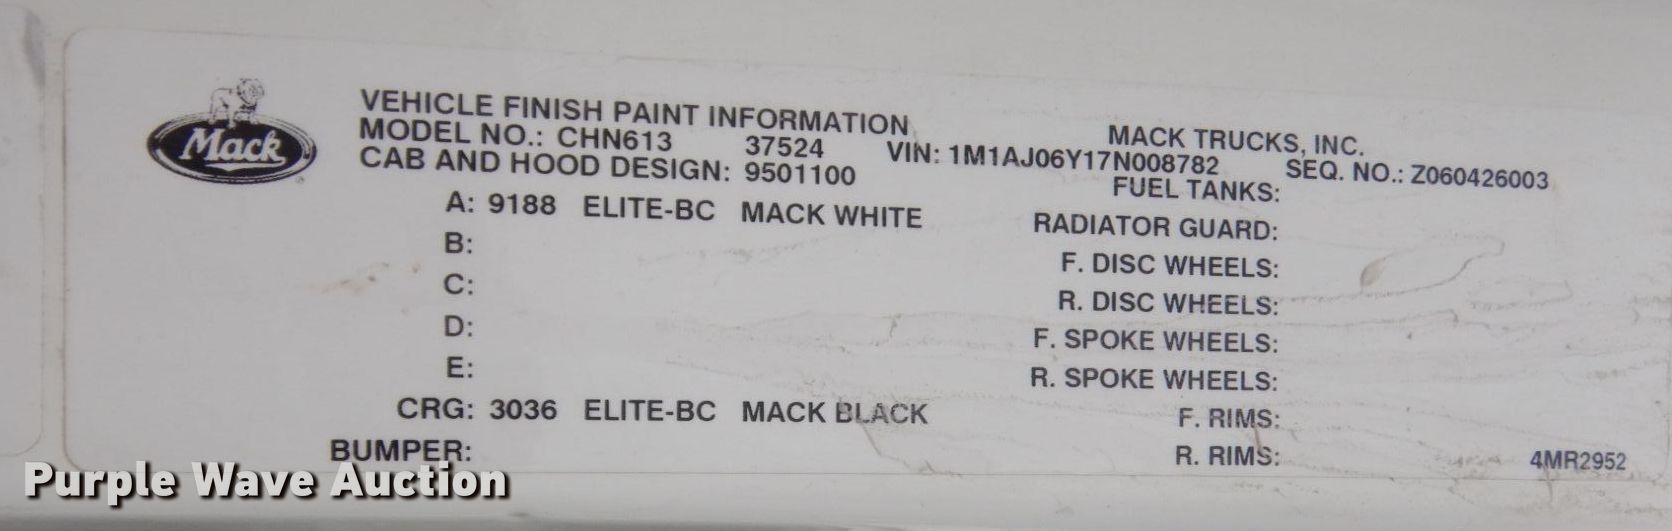 Mack
VEHICLE FINISH PAINT INFORMATION
MACK TRUCKS, INC.
MODEL NO.: CHN613 37524 VIN: 1M1AJ06Y17N008782 SEQ. NO.: Z060426003
CAB AND HOOD DESIGN: 9501100
FUEL TANKS:
A: 9188 ELITE-BC MACK WHITE
RADIATOR GUARD:
B:
F. DISC WHEELS:
C:
R. DISC WHEELS:
D:
F. SPOKE WHEELS:
E:
R. SPOKE WHEELS:
CRG: 3036 ELITE-BC MACK BLACK
F. RIMS:
BUMPER:
R. RIMS:
4MR2952
Purple Wave Auction